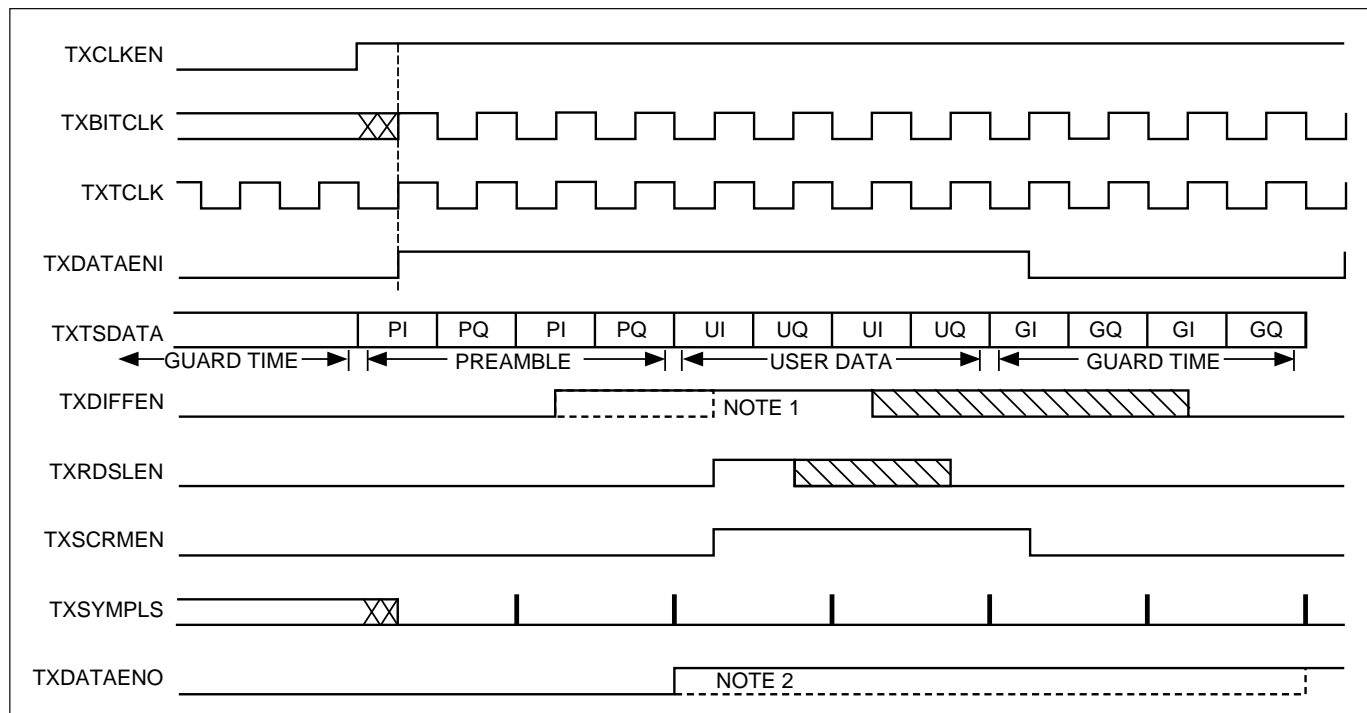 TXCLKEN
TXBITCLK
TXTCLK
TXDATAENI
TXTSDATA PI PQ PI PQ UI UQ UI UQ GI GQ GI GQ
GUARD TIME PREAMBLE USER DATA GUARD TIME
TXDIFFEN NOTE 1
TXRDSLEN
TXSCRMEN
TXSYMPLS
TXDATAENO NOTE 2